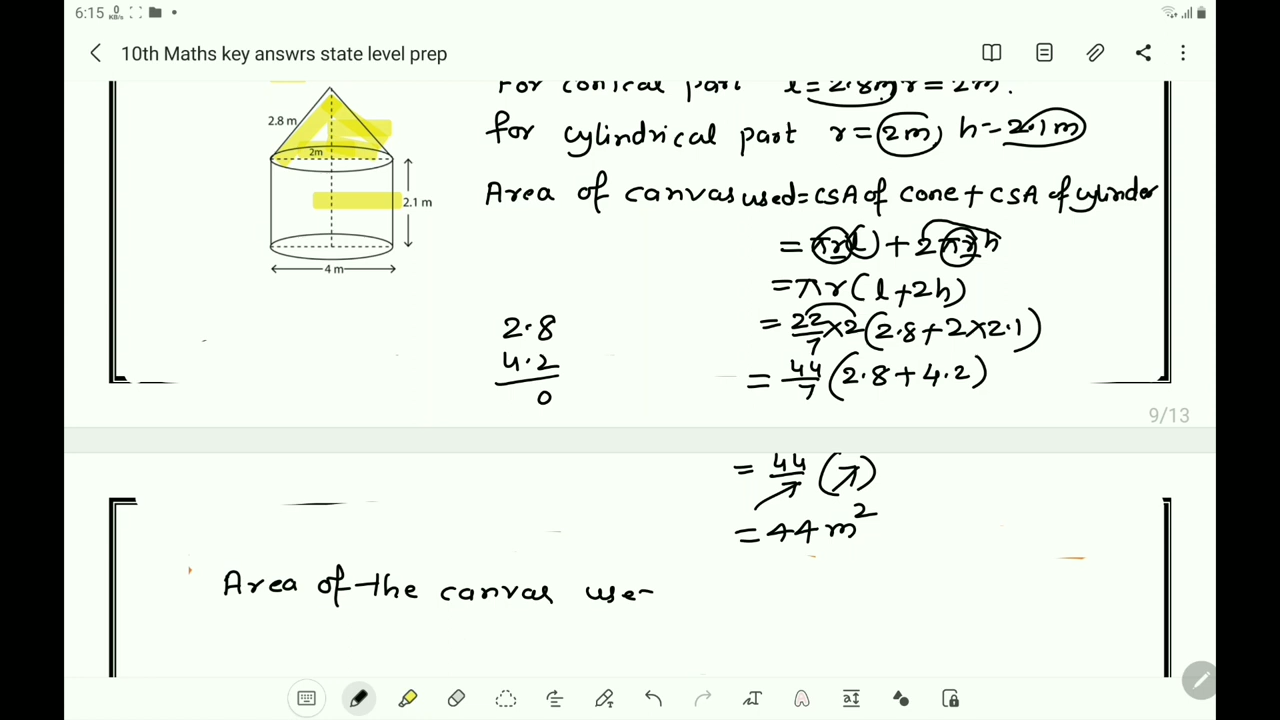 6:15 0 KB/s
10th Maths key answrs state level prep
For conical part l=2.8m, r=2m.
for cylindrical part r=2m, h=2.1m
2.8 m
2m
2.1 m
4 m
Area of canvas used=CSA of cone+CSA of cylinder
=πrl+2πrh
=πr(l+2h)
=22/7×2(2.8+2×2.1)
=44/7(2.8+4.2)
2.8
4.2
0
9/13
=44/7(7)
=44m²
Area of the canvas use